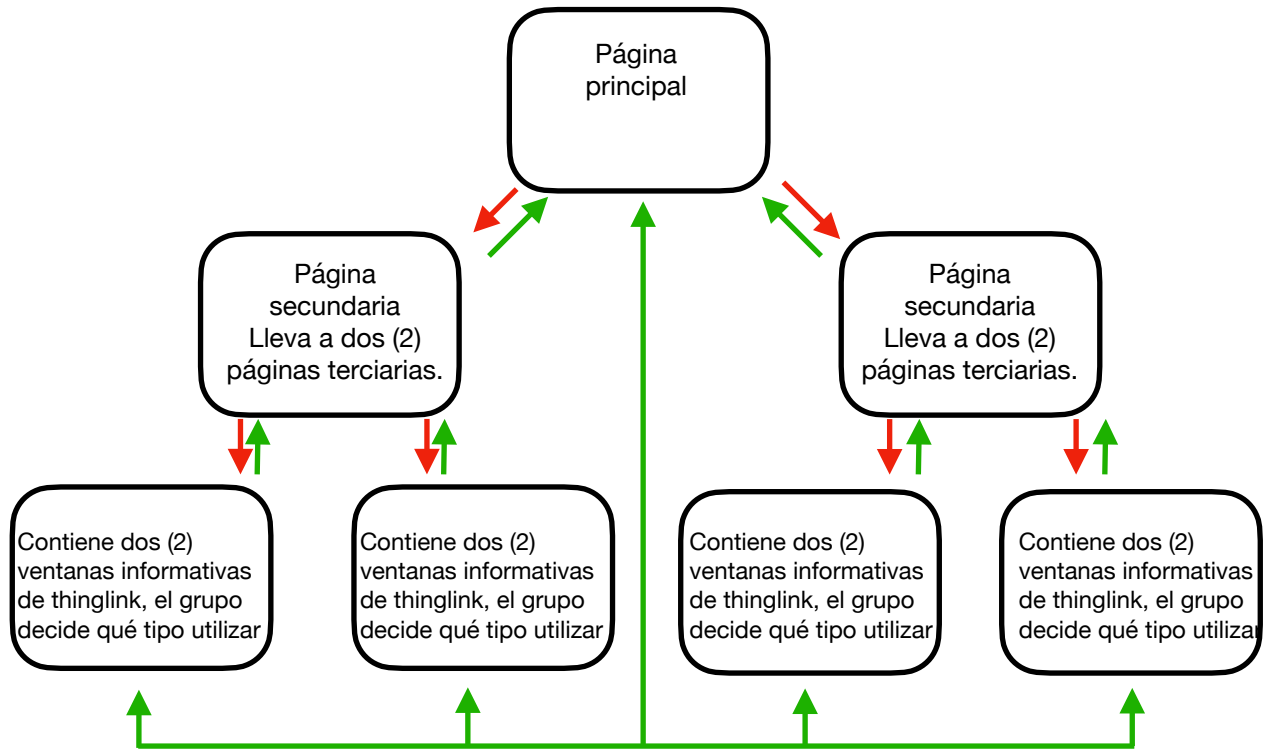 Página
principal
Página
secundaria
Lleva a dos (2)
páginas terciarias.
Página
secundaria
Lleva a dos (2)
páginas terciarias.
Contiene dos (2)
ventanas informativas
de thinglink, el grupo
decide qué tipo utilizar
Contiene dos (2)
ventanas informativas
de thinglink, el grupo
decide qué tipo utilizar
Contiene dos (2)
ventanas informativas
de thinglink, el grupo
decide qué tipo utilizar
Contiene dos (2)
ventanas informativas
de thinglink, el grupo
decide qué tipo utilizar